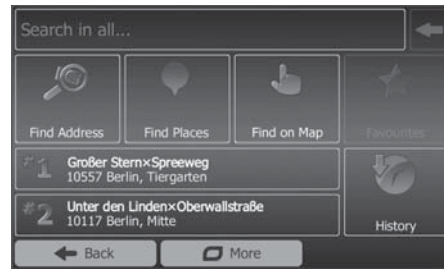 Search in all...
Find Address
Find Places
Find on Map
Favourites
#1 Großer Stern×Spreeweg
10557 Berlin, Tiergarten
#2 Unter den Linden×Oberwallstraße
10117 Berlin, Mitte
History
Back
More